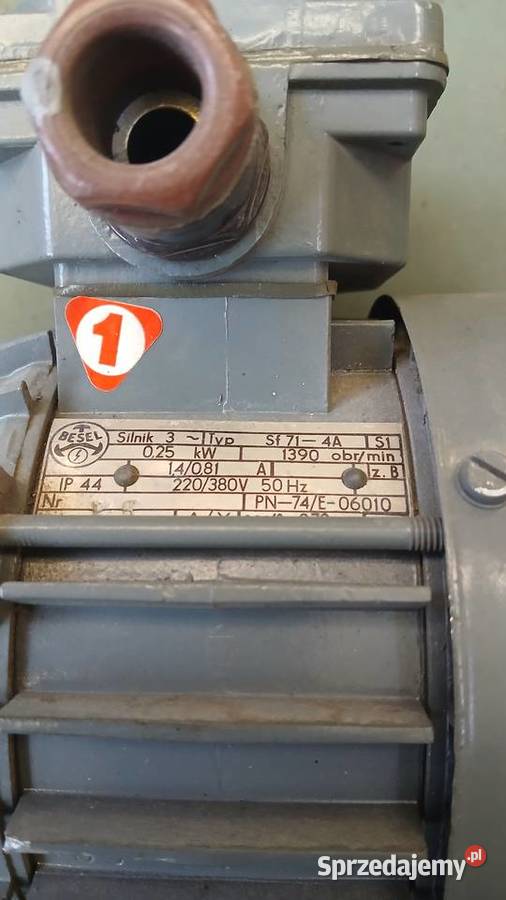 1
BESEL
Silnik 3 ~ Typ Sf 71-4A S1
0.25 kW 1390 obr/min
1.4/0.81 A iz. B
IP 44 220/380V 50 Hz
Nr PN-74/E-06010
Sprzedajemy.pl